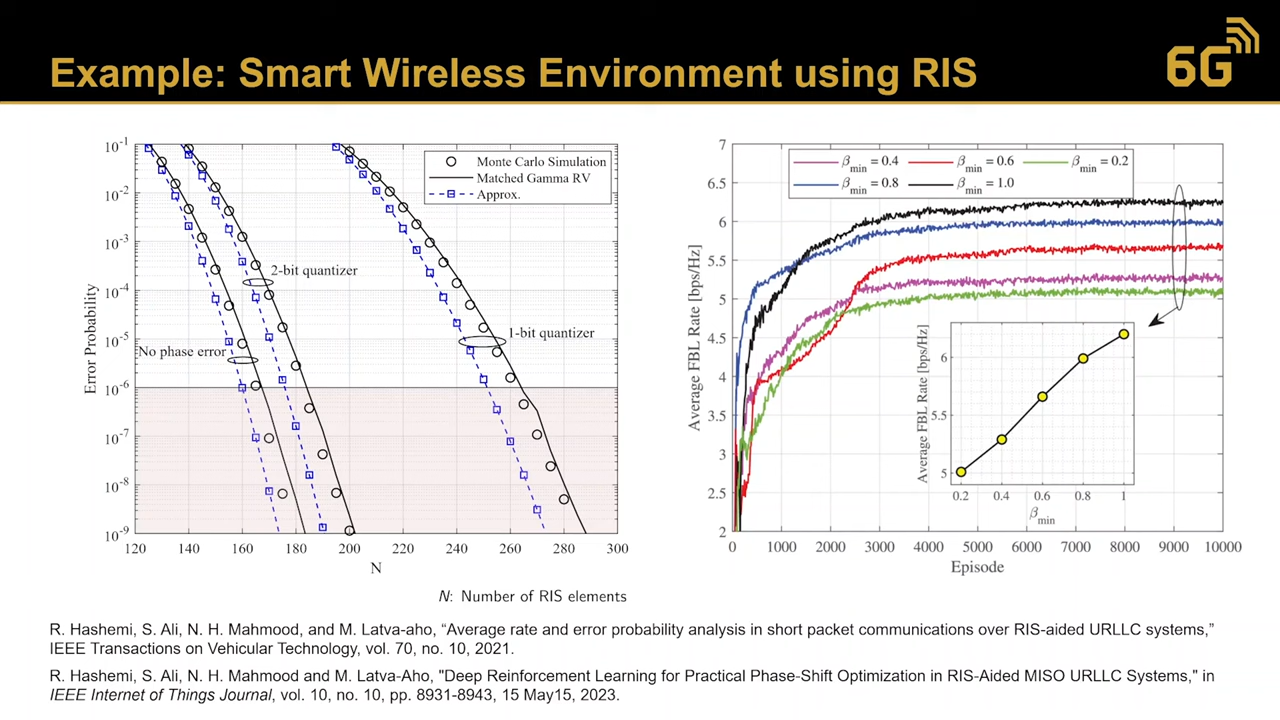 Example: Smart Wireless Environment using RIS
6G
Error Probability
10^-1
10^-2
10^-3
10^-4
10^-5
10^-6
10^-7
10^-8
10^-9
Monte Carlo Simulation
Matched Gamma RV
Approx.
2-bit quantizer
1-bit quantizer
No phase error
120 140 160 180 200 220 240 260 280 300
N
N: Number of RIS elements
Average FBL Rate [bps/Hz]
7
6.5
6
5.5
5
4.5
4
3.5
3
2.5
2
β_min = 0.4 β_min = 0.6 β_min = 0.2
β_min = 0.8 β_min = 1.0
Average FBL Rate [bps/Hz]
6
5.5
5
0.2 0.4 0.6 0.8 1
β_min
0 1000 2000 3000 4000 5000 6000 7000 8000 9000 10000
Episode
R. Hashemi, S. Ali, N. H. Mahmood, and M. Latva-aho, “Average rate and error probability analysis in short packet communications over RIS-aided URLLC systems,”
IEEE Transactions on Vehicular Technology, vol. 70, no. 10, 2021.
R. Hashemi, S. Ali, N. H. Mahmood and M. Latva-Aho, "Deep Reinforcement Learning for Practical Phase-Shift Optimization in RIS-Aided MISO URLLC Systems," in
IEEE Internet of Things Journal, vol. 10, no. 10, pp. 8931-8943, 15 May15, 2023.